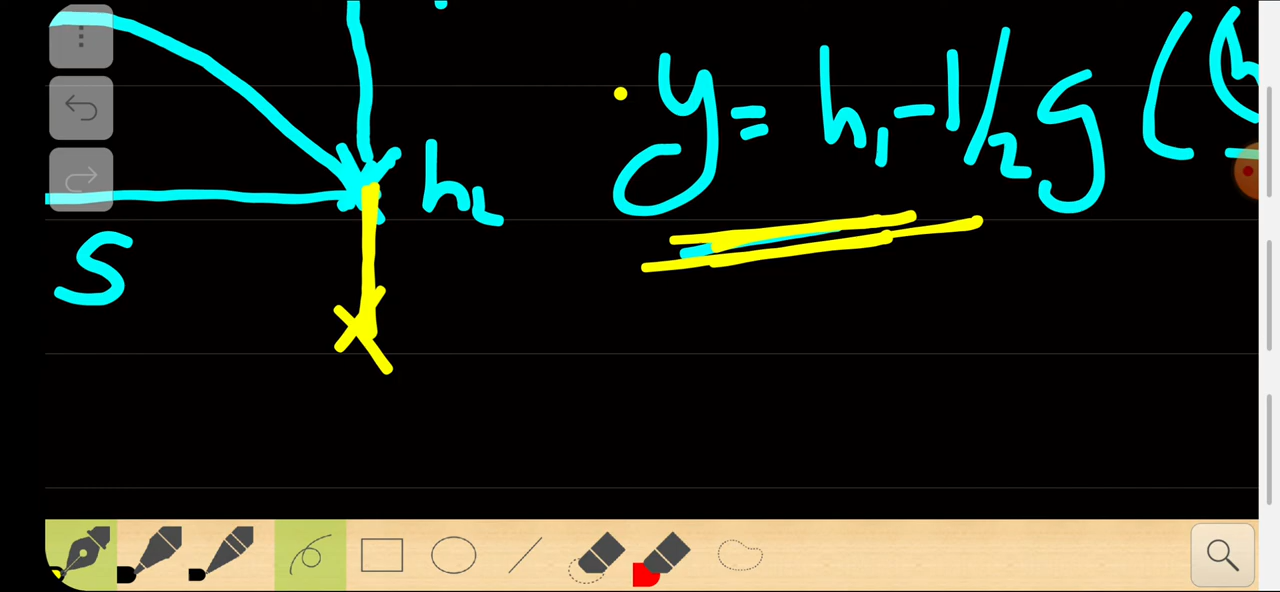 y = h₁ - 1/2 g ( (h
h₂
S